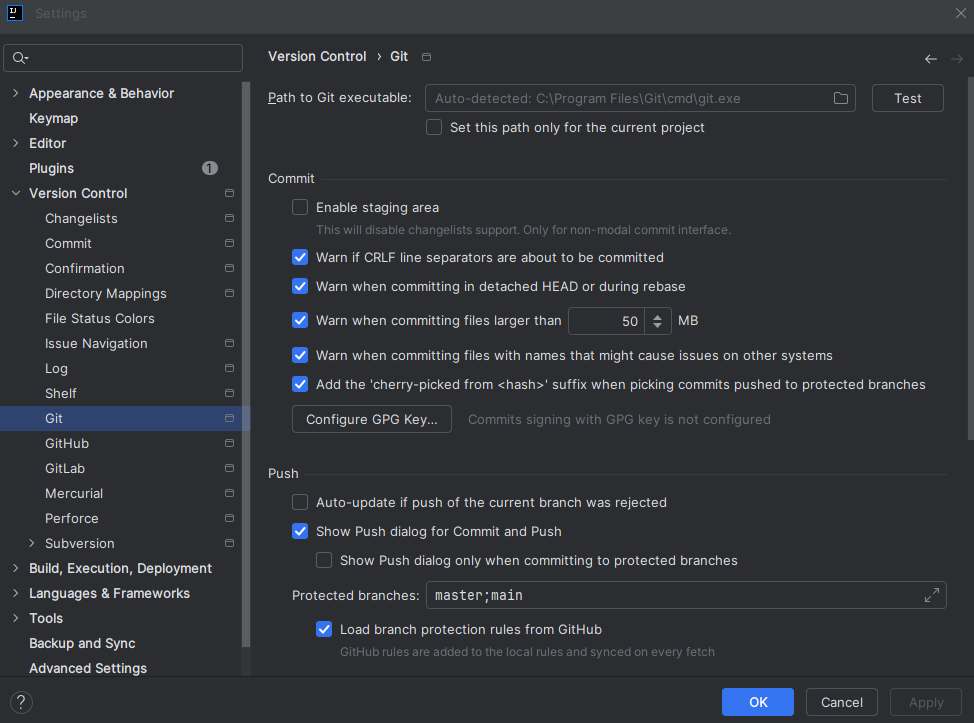 IJ
Settings
Version Control › Git
Appearance & Behavior
Keymap
Editor
Plugins 1
Version Control
Changelists
Commit
Confirmation
Directory Mappings
File Status Colors
Issue Navigation
Log
Shelf
Git
GitHub
GitLab
Mercurial
Perforce
Subversion
Build, Execution, Deployment
Languages & Frameworks
Tools
Backup and Sync
Advanced Settings
Path to Git executable: Auto-detected: C:\Program Files\Git\cmd\git.exe Test
Set this path only for the current project
Commit
Enable staging area
This will disable changelists support. Only for non-modal commit interface.
Warn if CRLF line separators are about to be committed
Warn when committing in detached HEAD or during rebase
Warn when committing files larger than 50 MB
Warn when committing files with names that might cause issues on other systems
Add the 'cherry-picked from <hash>' suffix when picking commits pushed to protected branches
Configure GPG Key... Commits signing with GPG key is not configured
Push
Auto-update if push of the current branch was rejected
Show Push dialog for Commit and Push
Show Push dialog only when committing to protected branches
Protected branches: master;main
Load branch protection rules from GitHub
GitHub rules are added to the local rules and synced on every fetch
? OK Cancel Apply